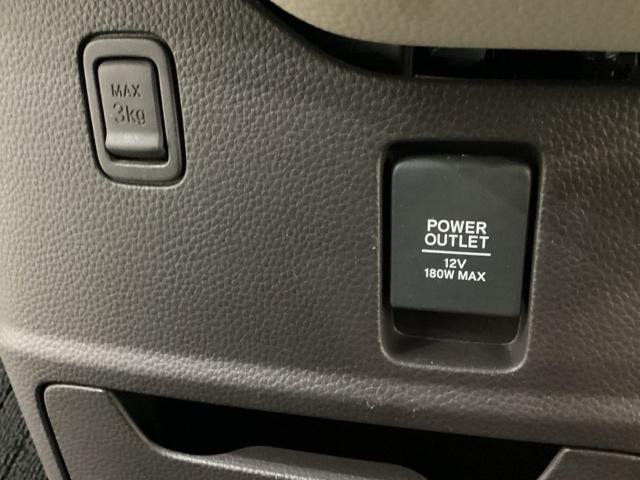 MAX
3kg
POWER
OUTLET
12V
180W MAX